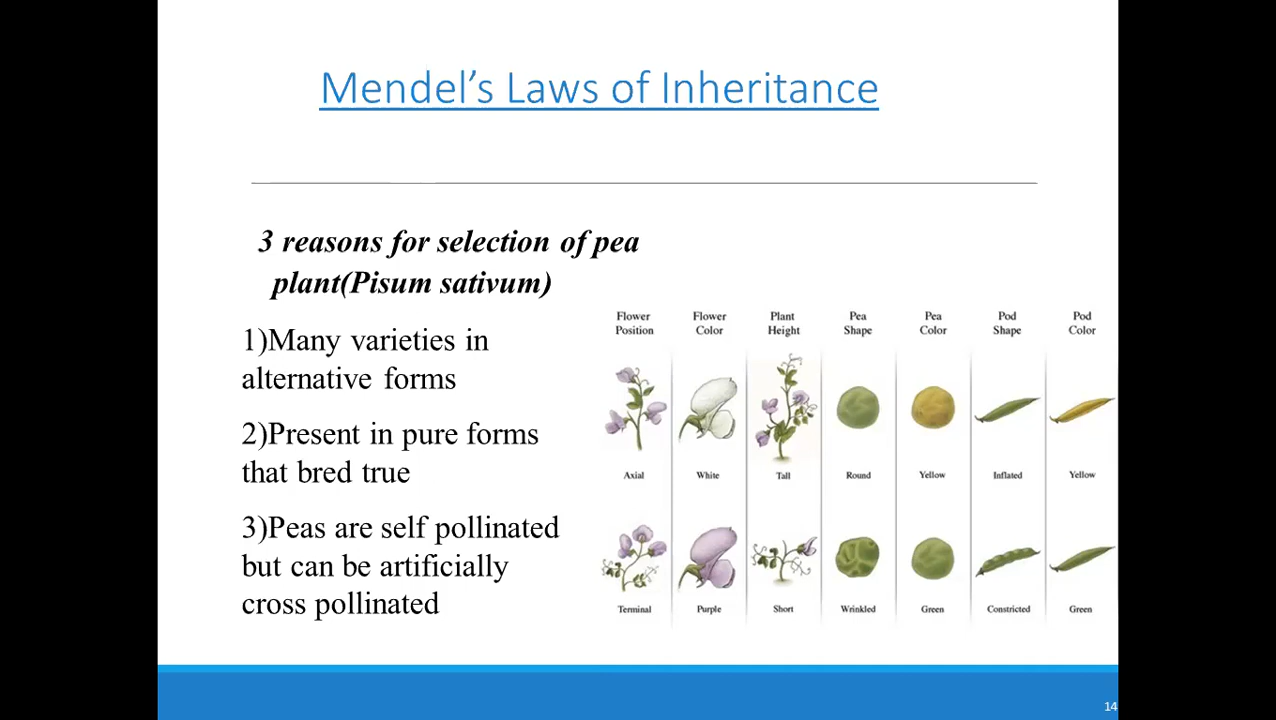 Mendel's Laws of Inheritance
3 reasons for selection of pea
plant(Pisum sativum)
1)Many varieties in
alternative forms
2)Present in pure forms
that bred true
3)Peas are self pollinated
but can be artificially
cross pollinated
Flower Position
Flower Color
Plant Height
Pea Shape
Pea Color
Pod Shape
Pod Color
Axial
White
Tall
Round
Yellow
Inflated
Yellow
Terminal
Purple
Short
Wrinkled
Green
Constricted
Green
14